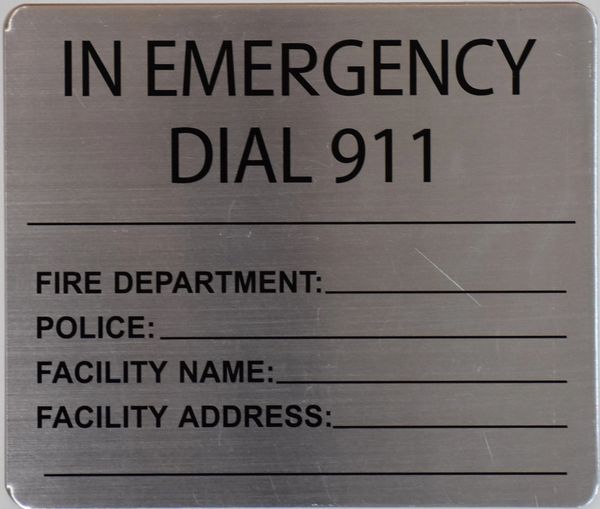 IN EMERGENCY
DIAL 911
FIRE DEPARTMENT:
POLICE:
FACILITY NAME:
FACILITY ADDRESS: